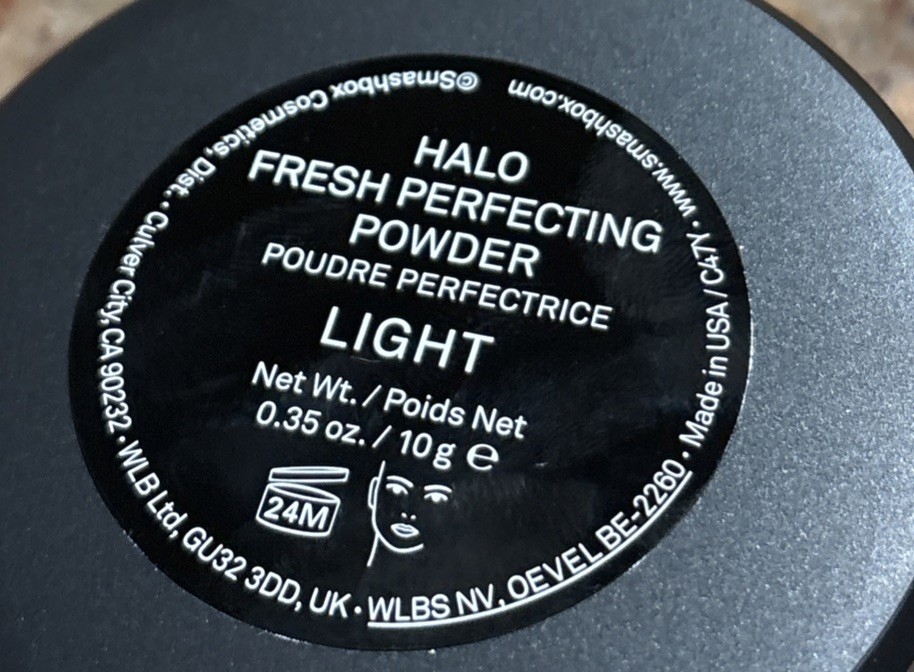 HALO
FRESH PERFECTING
POWDER
POUDRE PERFECTRICE
LIGHT
Net Wt. / Poids Net
0.35 oz. / 10g ℮
24M
©Smashbox Cosmetics, Dist. • Culver City, CA 90232 • WLB Ltd, GU32 3DD, UK • WLBS NV, OEVEL BE-2260 • Made in USA / C47Y • www.smashbox.com